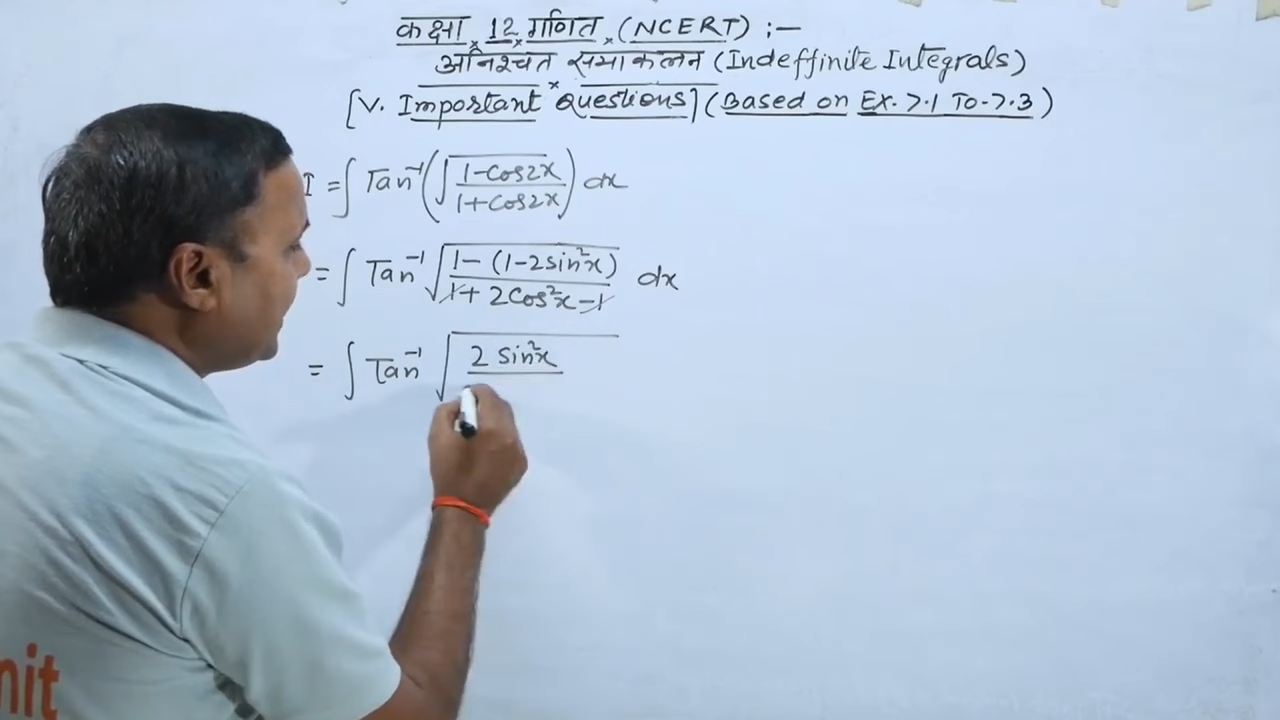 कक्षा 12 गणित (NCERT) :—
अनिश्चत समाकलन (Indeffinite Integrals)
[V. Important Questions] (Based on Ex. 7.1 To-7.3)
I = ∫ Tan⁻¹(√((1-Cos2x)/(1+Cos2x))) dx
= ∫ Tan⁻¹ √((1-(1-2sin²x))/(1+2Cos²x-1)) dx
= ∫ Tan⁻¹ √(2 Sin²x
nit